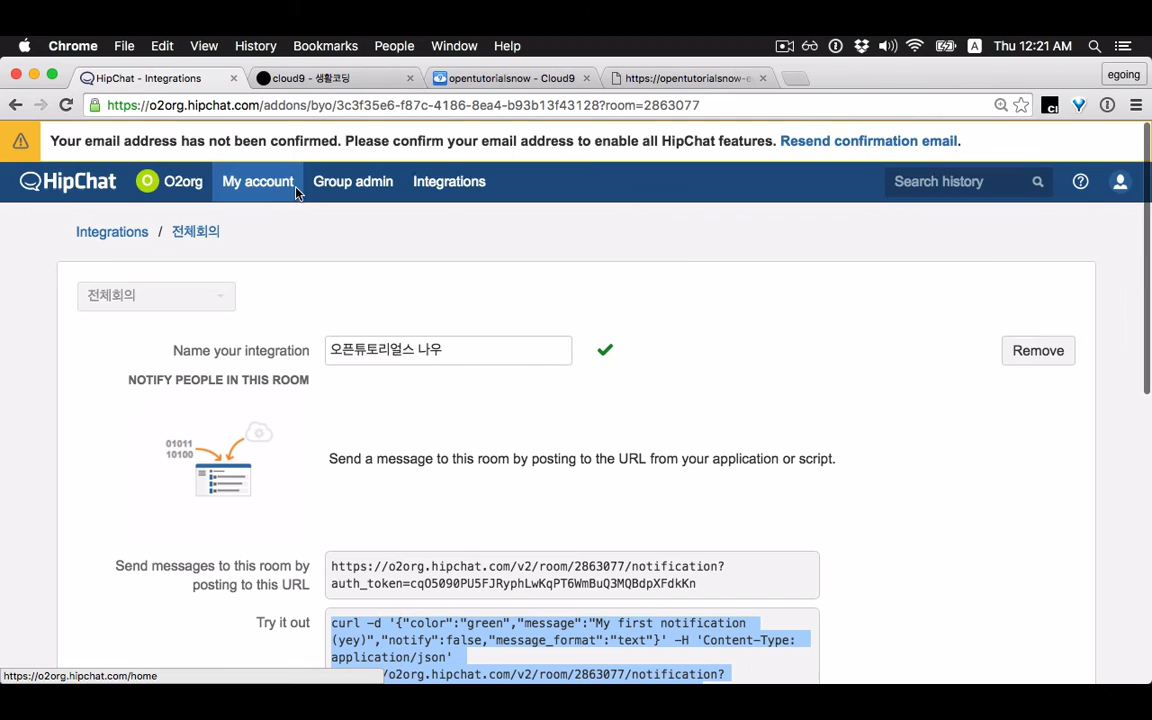 Chrome File Edit View History Bookmarks People Window Help A Thu 12:21 AM
HipChat - Integrations cloud9 - 생활코딩 opentutorialsnow - Cloud9 https://opentutorialsnow-e egoing
https://o2org.hipchat.com/addons/byo/3c3f35e6-f87c-4186-8ea4-b93b13f43128?room=2863077
Your email address has not been confirmed. Please confirm your email address to enable all HipChat features. Resend confirmation email.
HipChat O O2org My account Group admin Integrations Search history
Integrations / 전체회의
전체회의
Name your integration 오픈튜토리얼스 나우 Remove
NOTIFY PEOPLE IN THIS ROOM
01011
10100
Send a message to this room by posting to the URL from your application or script.
Send messages to this room by
posting to this URL
https://o2org.hipchat.com/v2/room/2863077/notification?
auth_token=cqO5090PU5FJRyphLwKqPT6WmBuQ3MQBdpXFdkKn
Try it out
curl -d '{"color":"green","message":"My first notification
(yey)","notify":false,"message_format":"text"}' -H 'Content-Type:
application/json'
/o2org.hipchat.com/v2/room/2863077/notification?
https://o2org.hipchat.com/home